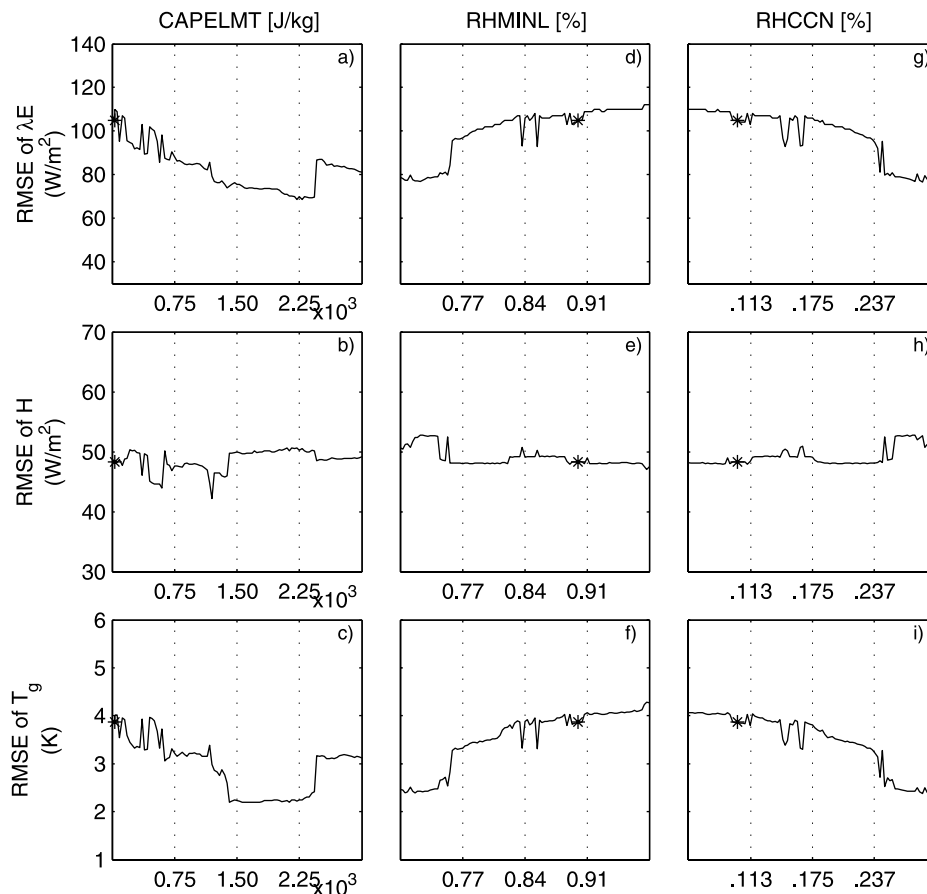 CAPELMT [J/kg]
RHMINL [%]
RHCCN [%]
RMSE of λE
(W/m²)
140
120
100
80
60
40
a)
0.75 1.50 2.25
x10³
d)
0.77 0.84 0.91
g)
.113 .175 .237
RMSE of H
(W/m²)
70
60
50
40
30
b)
0.75 1.50 2.25
x10³
e)
0.77 0.84 0.91
h)
.113 .175 .237
RMSE of T_g
(K)
6
5
4
3
2
1
c)
0.75 1.50 2.25
x10³
f)
0.77 0.84 0.91
i)
.113 .175 .237